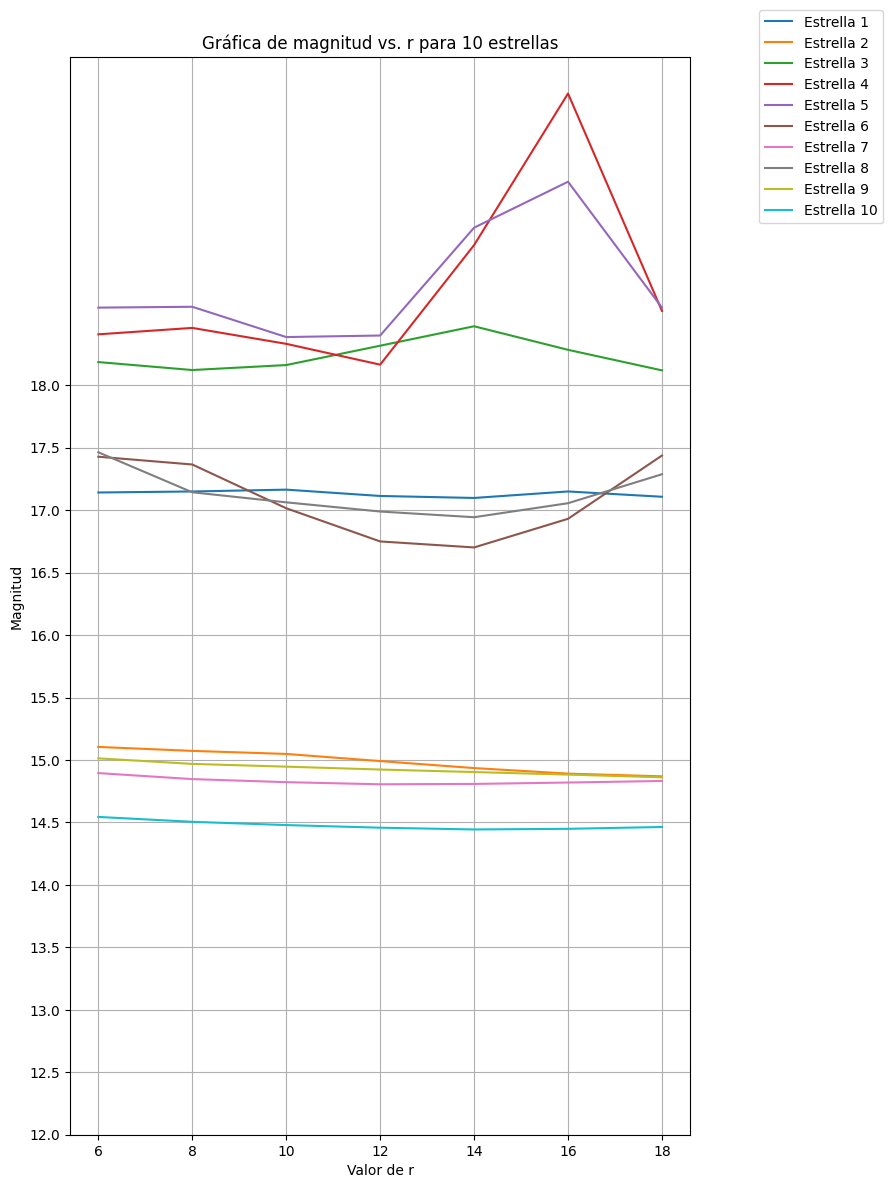 Gráfica de magnitud vs. r para 10 estrellas
Estrella 1
Estrella 2
Estrella 3
Estrella 4
Estrella 5
Estrella 6
Estrella 7
Estrella 8
Estrella 9
Estrella 10
Magnitud
18.0
17.5
17.0
16.5
16.0
15.5
15.0
14.5
14.0
13.5
13.0
12.5
12.0
6 8 10 12 14 16 18
Valor de r